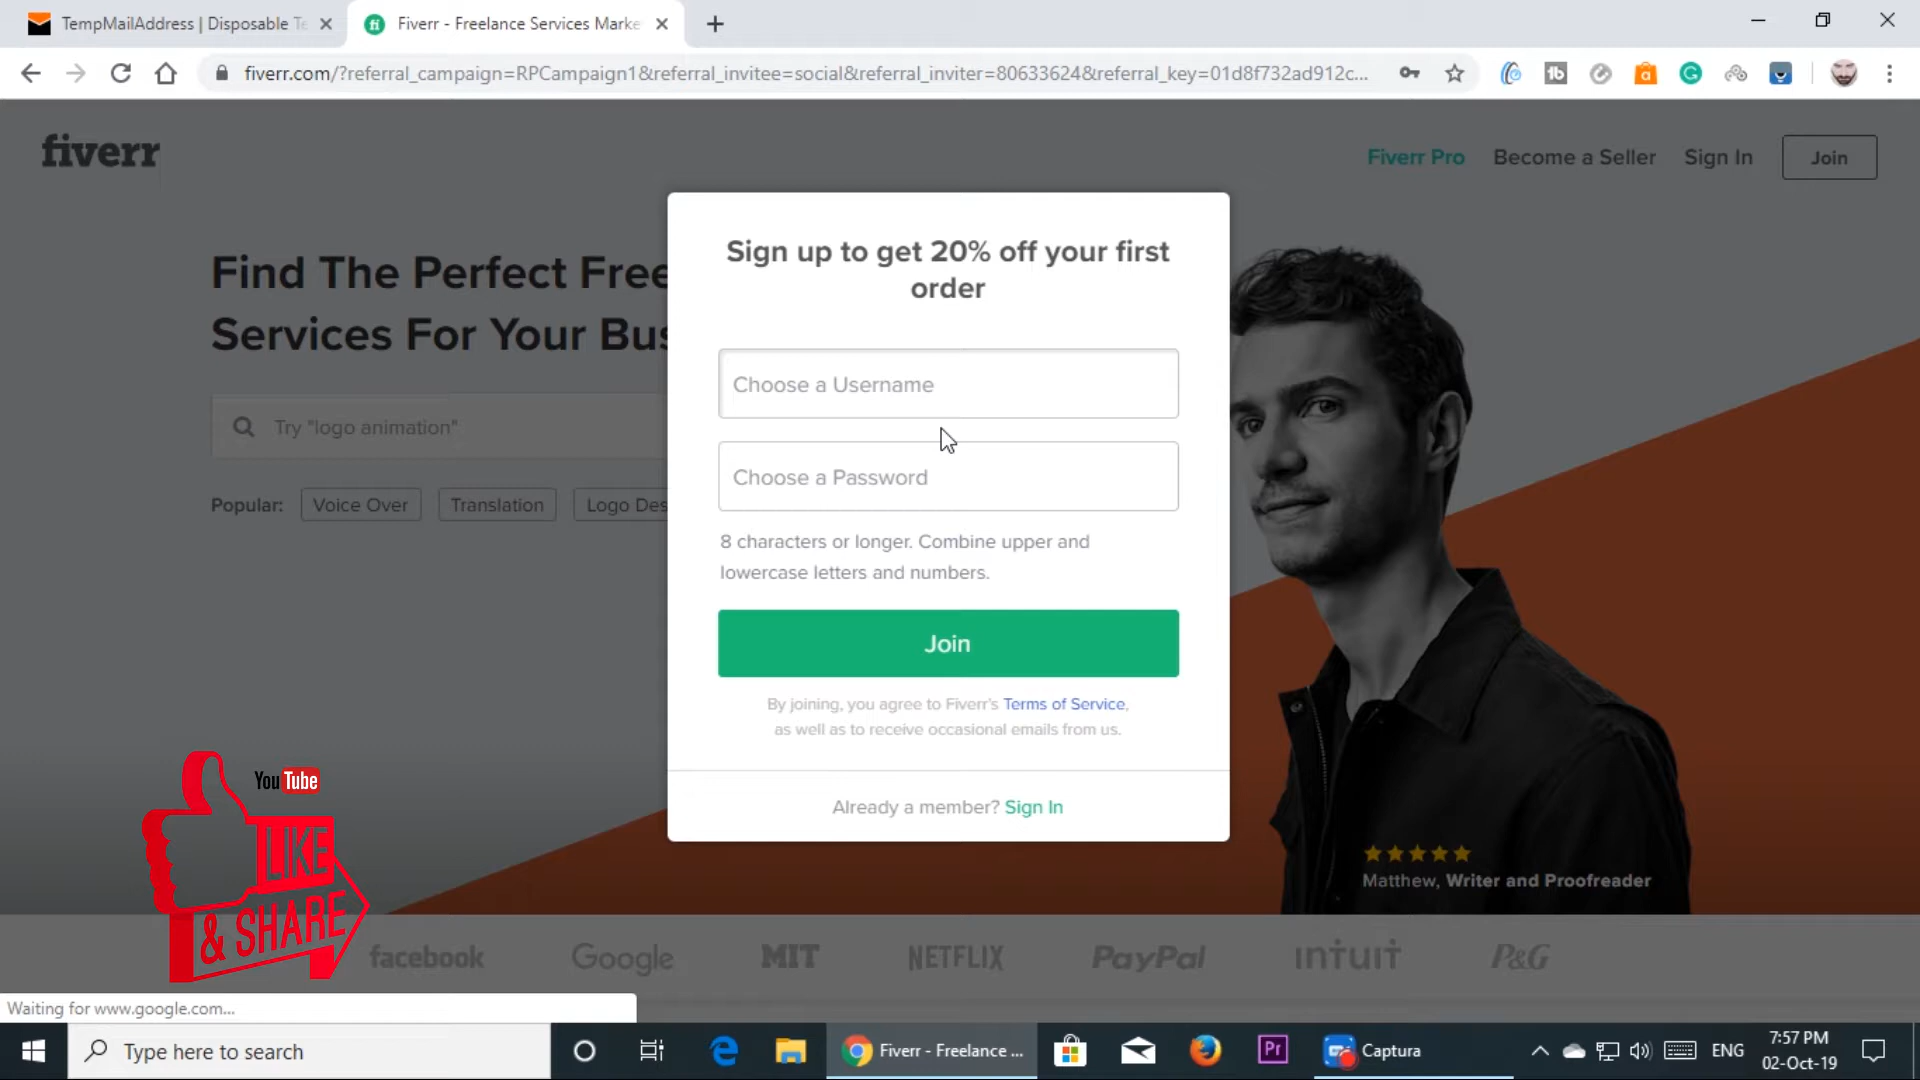 TempMailAddress | Disposable Te
Fiverr - Freelance Services Marke
fiverr.com/?referral_campaign=RPCampaign1&referral_invitee=social&referral_inviter=80633624&referral_key=01d8f732ad912c...
fiverr
Fiverr Pro
Become a Seller
Sign In
Join
Find The Perfect Free
Services For Your Bus
Try "logo animation"
Popular:
Voice Over
Translation
Logo Des
Sign up to get 20% off your first
order
Choose a Username
Choose a Password
8 characters or longer. Combine upper and
lowercase letters and numbers.
Join
By joining, you agree to Fiverr's Terms of Service,
as well as to receive occasional emails from us.
Already a member? Sign In
Matthew, Writer and Proofreader
YouTube
LIKE
& SHARE
facebook
Google
MIT
NETFLIX
PayPal
intuit
P&G
Waiting for www.google.com...
Type here to search
Fiverr - Freelance ...
Pr
Captura
ENG
7:57 PM
02-Oct-19